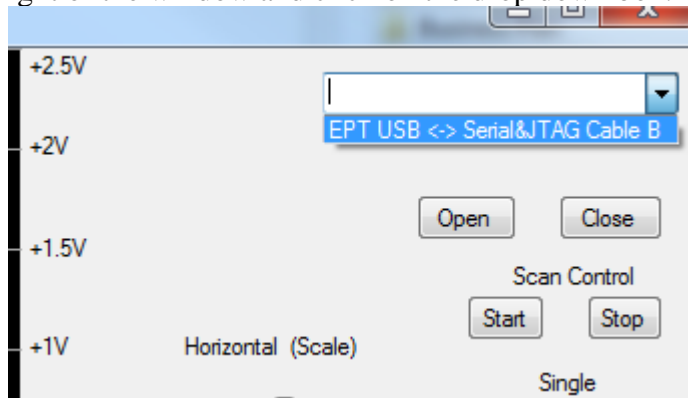 +2.5V
EPT USB <-> Serial&JTAG Cable B
+2V
Open Close
+1.5V
Scan Control
Start Stop
+1V Horizontal (Scale)
Single